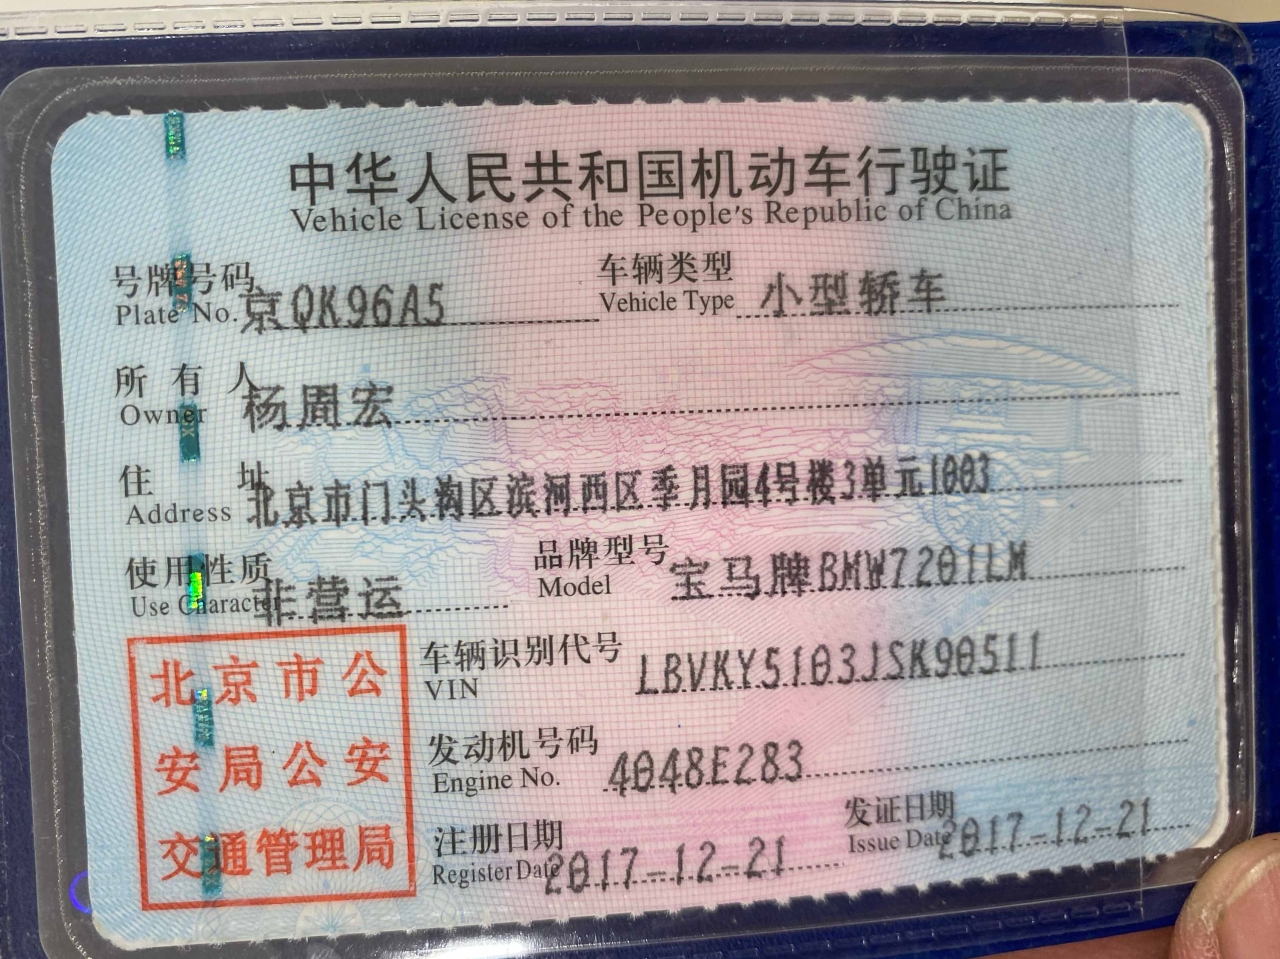 中华人民共和国机动车行驶证
Vehicle License of the People's Republic of China
号牌号码 京QK96A5 车辆类型 小型轿车
Plate No. Vehicle Type
所有人 杨周宏
Owner
住址 北京市门头沟区滨河西区季月园4号楼3单元1003
Address
使用性质 非营运 品牌型号 宝马牌BMW7201LM
Use Character Model
北京市公安局公安交通管理局
车辆识别代号 LBVKY5103JSK90511
VIN
发动机号码 4048E283
Engine No.
注册日期 2017-12-21 发证日期 2017-12-21
Register Date Issue Date